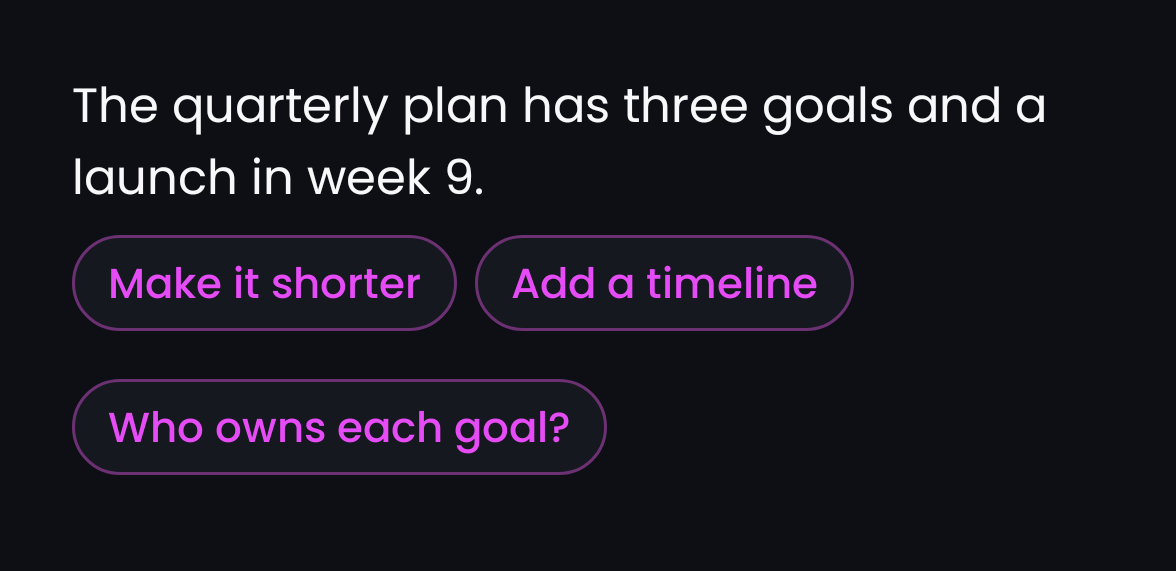 The quarterly plan has three goals and a
launch in week 9.
Make it shorter
Add a timeline
Who owns each goal?